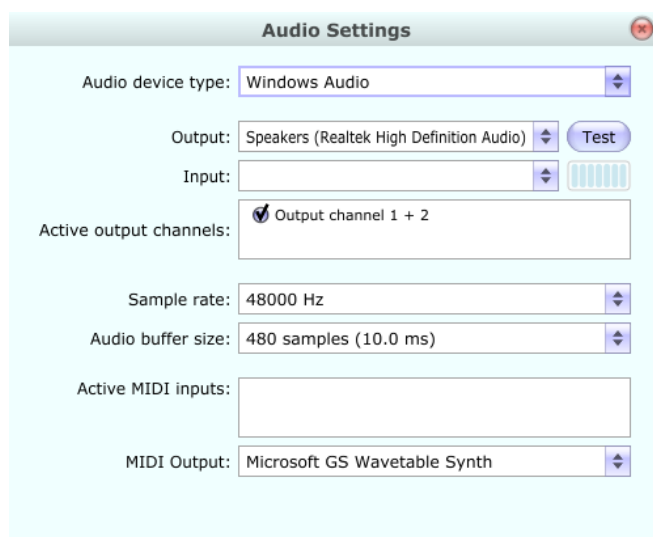 Audio Settings
Audio device type: Windows Audio
Output: Speakers (Realtek High Definition Audio) Test
Input:
Active output channels: Output channel 1 + 2
Sample rate: 48000 Hz
Audio buffer size: 480 samples (10.0 ms)
Active MIDI inputs:
MIDI Output: Microsoft GS Wavetable Synth